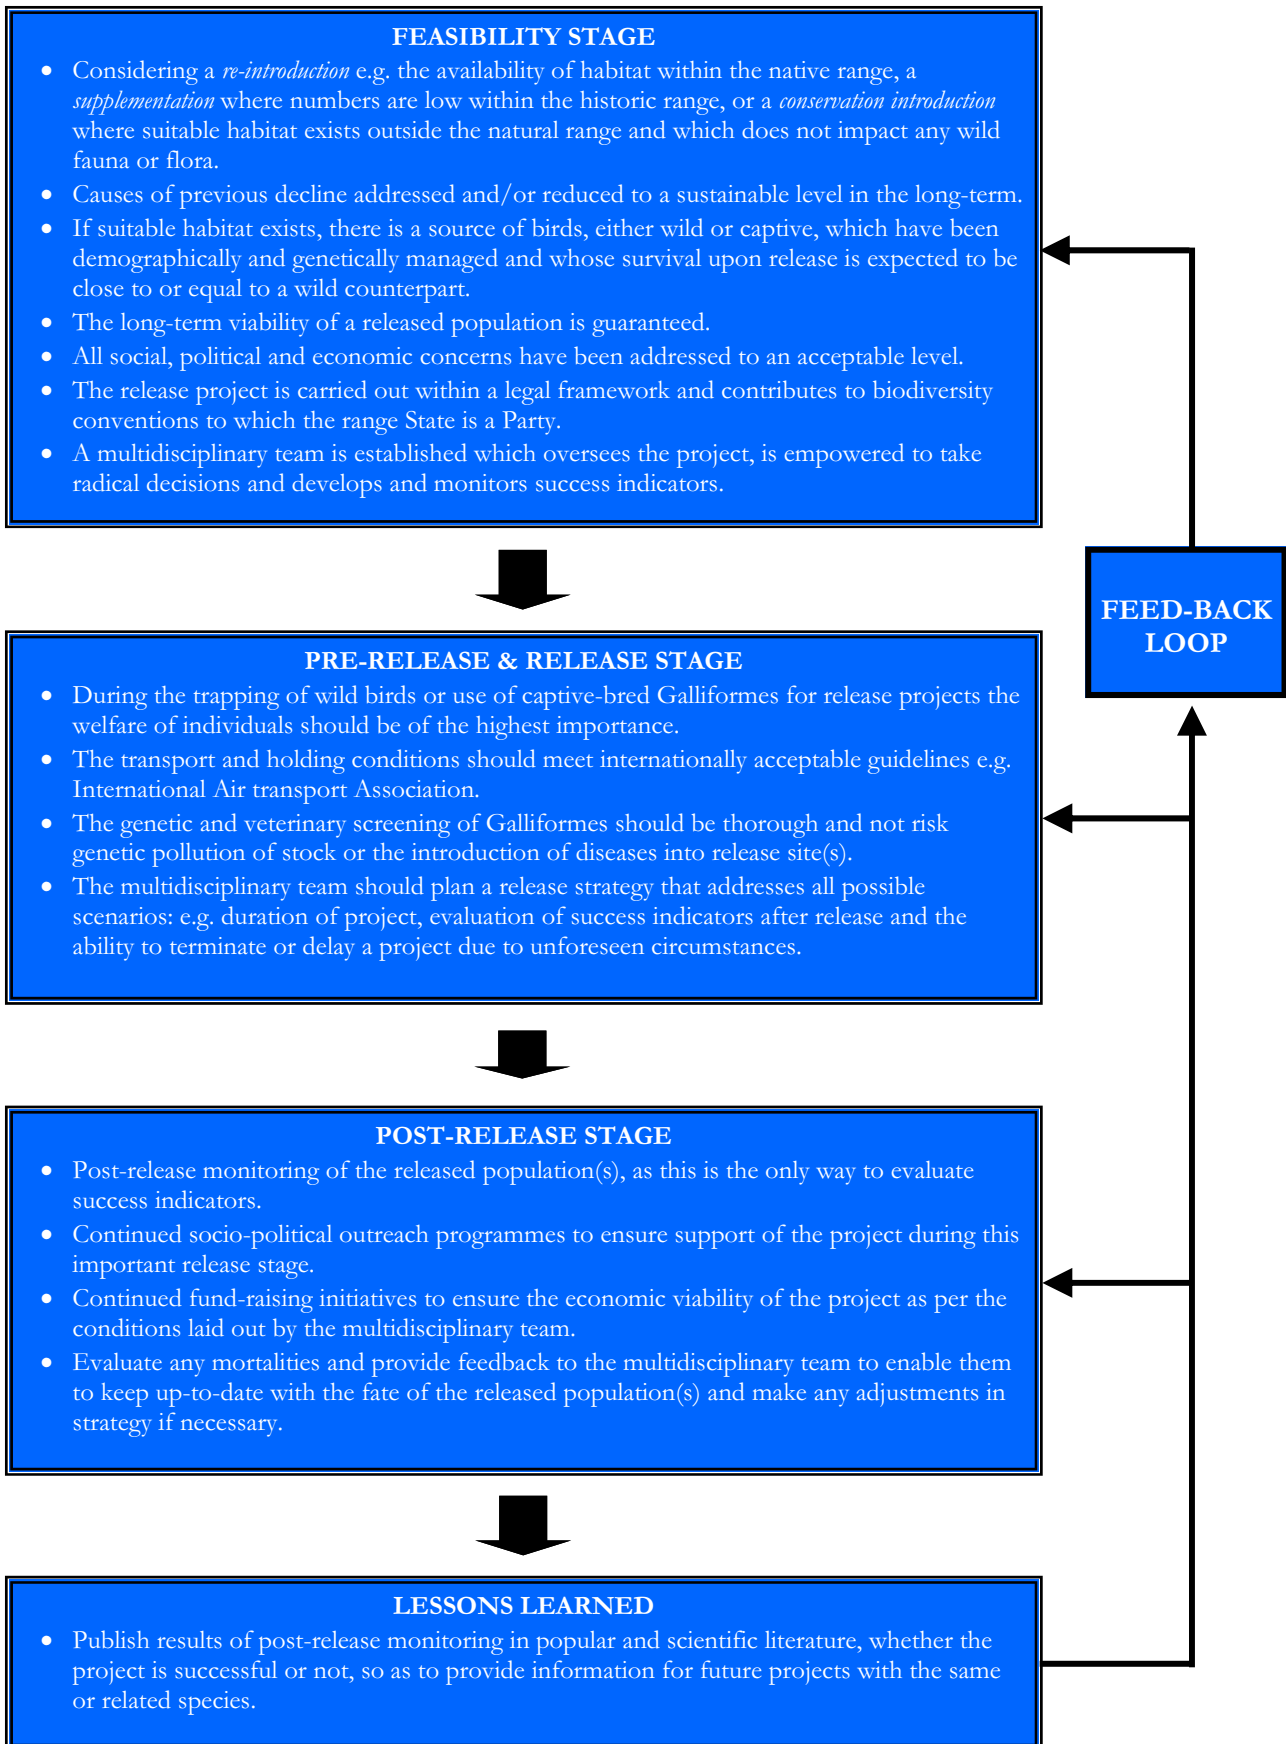 FEASIBILITY STAGE
• Considering a re-introduction e.g. the availability of habitat within the native range, a
supplementation where numbers are low within the historic range, or a conservation introduction
where suitable habitat exists outside the natural range and which does not impact any wild
fauna or flora.
• Causes of previous decline addressed and/or reduced to a sustainable level in the long-term.
• If suitable habitat exists, there is a source of birds, either wild or captive, which have been
demographically and genetically managed and whose survival upon release is expected to be
close to or equal to a wild counterpart.
• The long-term viability of a released population is guaranteed.
• All social, political and economic concerns have been addressed to an acceptable level.
• The release project is carried out within a legal framework and contributes to biodiversity
conventions to which the range State is a Party.
• A multidisciplinary team is established which oversees the project, is empowered to take
radical decisions and develops and monitors success indicators.
FEED-BACK
LOOP
PRE-RELEASE & RELEASE STAGE
• During the trapping of wild birds or use of captive-bred Galliformes for release projects the
welfare of individuals should be of the highest importance.
• The transport and holding conditions should meet internationally acceptable guidelines e.g.
International Air transport Association.
• The genetic and veterinary screening of Galliformes should be thorough and not risk
genetic pollution of stock or the introduction of diseases into release site(s).
• The multidisciplinary team should plan a release strategy that addresses all possible
scenarios: e.g. duration of project, evaluation of success indicators after release and the
ability to terminate or delay a project due to unforeseen circumstances.
POST-RELEASE STAGE
• Post-release monitoring of the released population(s), as this is the only way to evaluate
success indicators.
• Continued socio-political outreach programmes to ensure support of the project during this
important release stage.
• Continued fund-raising initiatives to ensure the economic viability of the project as per the
conditions laid out by the multidisciplinary team.
• Evaluate any mortalities and provide feedback to the multidisciplinary team to enable them
to keep up-to-date with the fate of the released population(s) and make any adjustments in
strategy if necessary.
LESSONS LEARNED
• Publish results of post-release monitoring in popular and scientific literature, whether the
project is successful or not, so as to provide information for future projects with the same
or related species.